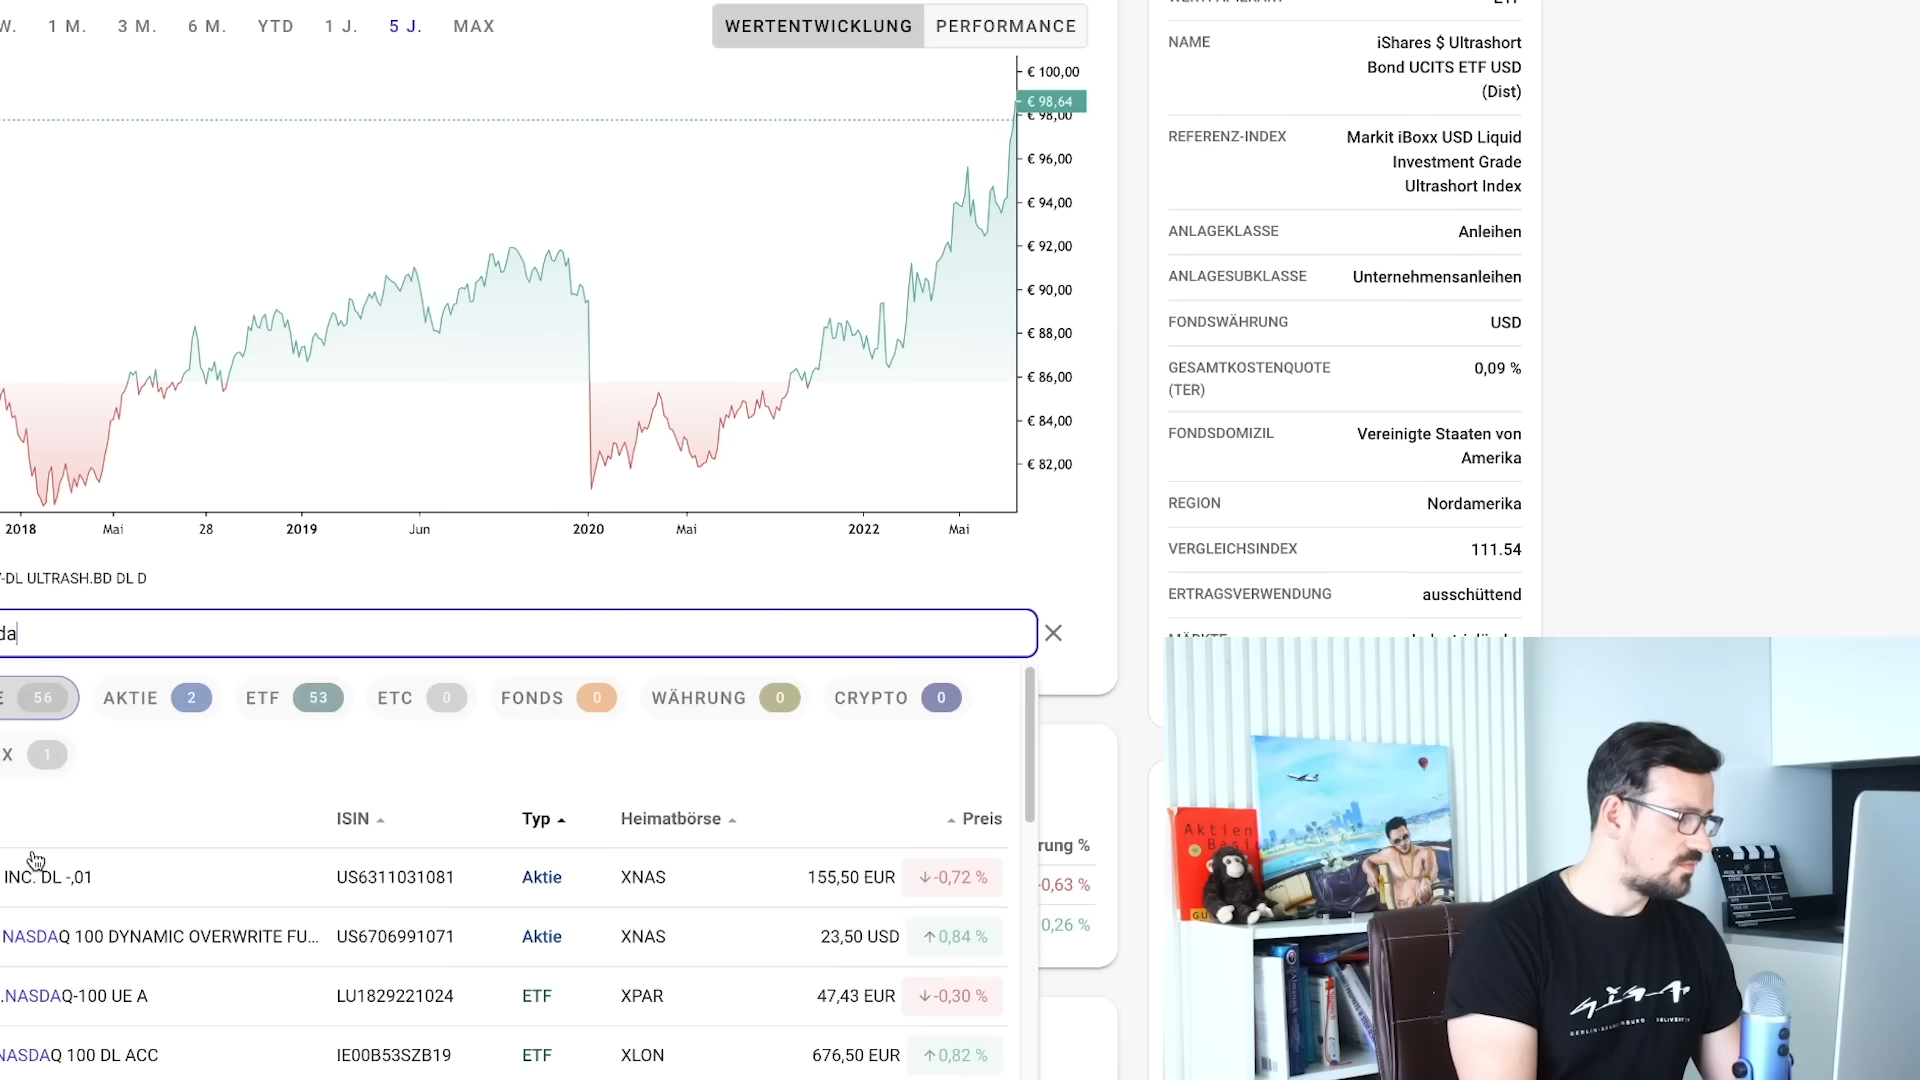 1 M. 3 M. 6 M. YTD 1 J. 5 J. MAX
WERTENTWICKLUNG PERFORMANCE
€ 100,00
€ 98,64
€ 98,00
€ 96,00
€ 94,00
€ 92,00
€ 90,00
€ 88,00
€ 86,00
€ 84,00
€ 82,00
2018 Mai 28 2019 Jun 2020 Mai 2022 Mai
-DL ULTRASH.BD DL D
da
E 56 AKTIE 2 ETF 53 ETC 0 FONDS 0 WÄHRUNG 0 CRYPTO 0
X 1
ISIN Typ Heimatbörse Preis
INC. DL -,01 US6311031081 Aktie XNAS 155,50 EUR -0,72 %
NASDAQ 100 DYNAMIC OVERWRITE FU... US6706991071 Aktie XNAS 23,50 USD 0,84 %
.NASDAQ-100 UE A LU1829221024 ETF XPAR 47,43 EUR -0,30 %
NASDAQ 100 DL ACC IE00B53SZB19 ETF XLON 676,50 EUR 0,82 %
rung %
-0,63 %
0,26 %
NAME iShares $ Ultrashort
Bond UCITS ETF USD
(Dist)
REFERENZ-INDEX Markit iBoxx USD Liquid
Investment Grade
Ultrashort Index
ANLAGEKLASSE Anleihen
ANLAGESUBKLASSE Unternehmensanleihen
FONDSWÄHRUNG USD
GESAMTKOSTENQUOTE 0,09 %
(TER)
FONDSDOMIZIL Vereinigte Staaten von
Amerika
REGION Nordamerika
VERGLEICHSINDEX 111.54
ERTRAGSVERWENDUNG ausschüttend
Aktien
GU